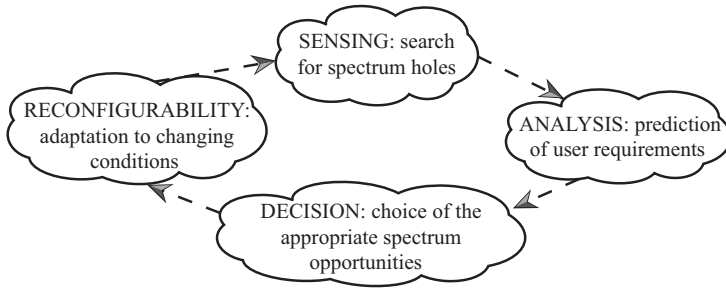 SENSING: search
for spectrum holes
RECONFIGURABILITY:
adaptation to changing
conditions
ANALYSIS: prediction
of user requirements
DECISION: choice of the
appropriate spectrum
opportunities